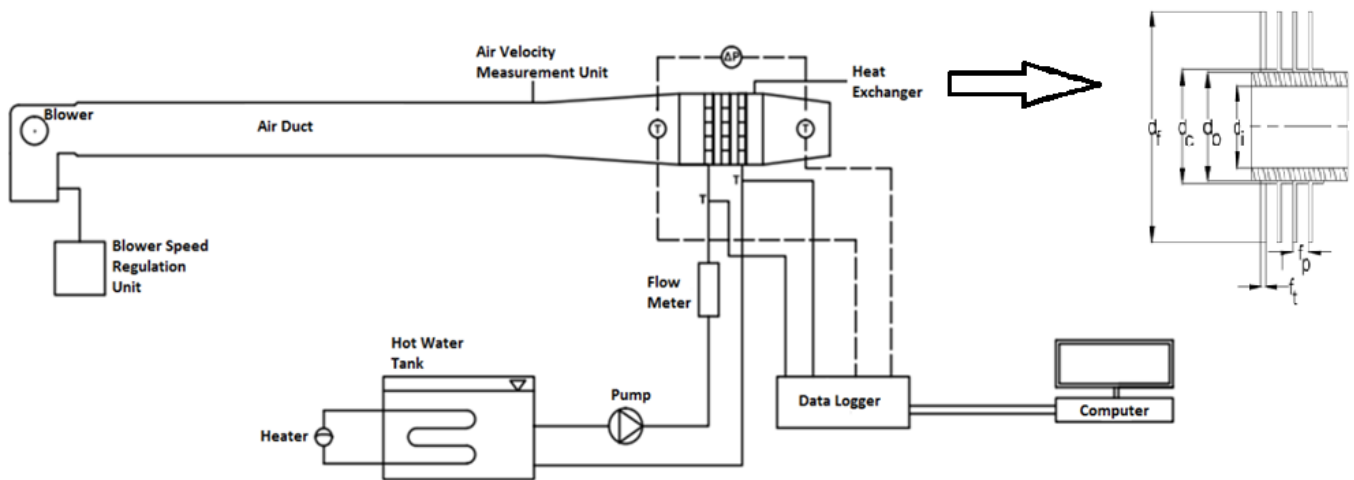 Air Velocity
Measurement Unit
ΔP
Heat
Exchanger
Blower
Air Duct
T
T
T
T
Blower Speed
Regulation
Unit
Flow
Meter
Hot Water
Tank
Pump
Heater
Data Logger
Computer
d_f
d_c
d_b
d_i
f_p
f_t